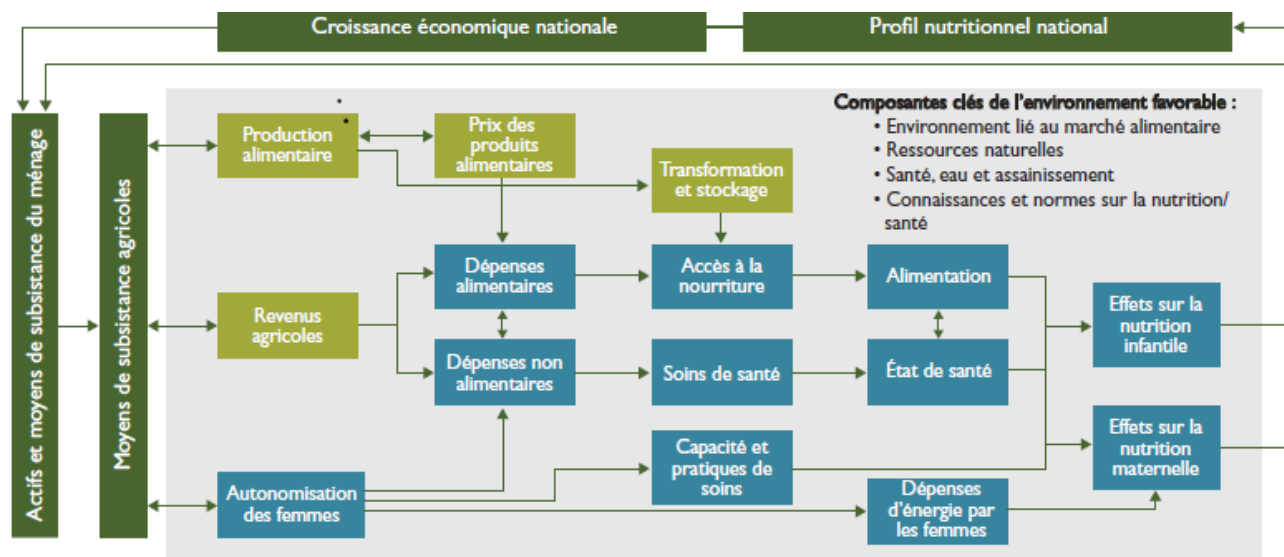 Croissance économique nationale
Profil nutritionnel national
Actifs et moyens de subsistance du ménage
Moyens de subsistance agricoles
Composantes clés de l'environnement favorable :
• Environnement lié au marché alimentaire
• Ressources naturelles
• Santé, eau et assainissement
• Connaissances et normes sur la nutrition/
santé
Production
alimentaire
Prix des
produits
alimentaires
Transformation
et stockage
Dépenses
alimentaires
Accès à la
nourriture
Alimentation
Revenus
agricoles
Effets sur la
nutrition
infantile
Dépenses non
alimentaires
Soins de santé
État de santé
Capacité et
pratiques de
soins
Effets sur la
nutrition
maternelle
Autonomisation
des femmes
Dépenses
d'énergie par
les femmes